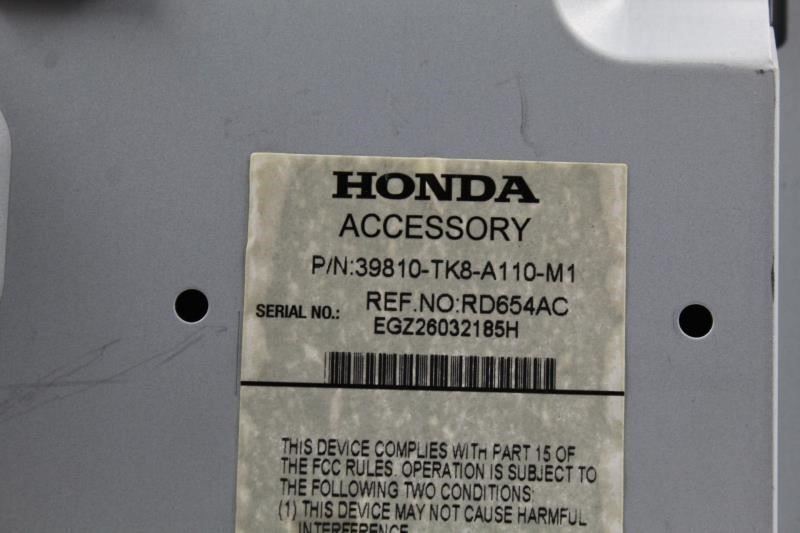 HONDA
ACCESSORY
P/N:39810-TK8-A110-M1
REF.NO:RD654AC
SERIAL NO.: EGZ26032185H
THIS DEVICE COMPLIES WITH PART 15 OF
THE FCC RULES. OPERATION IS SUBJECT TO
THE FOLLOWING TWO CONDITIONS:
(1) THIS DEVICE MAY NOT CAUSE HARMFUL
INTERFERENCE